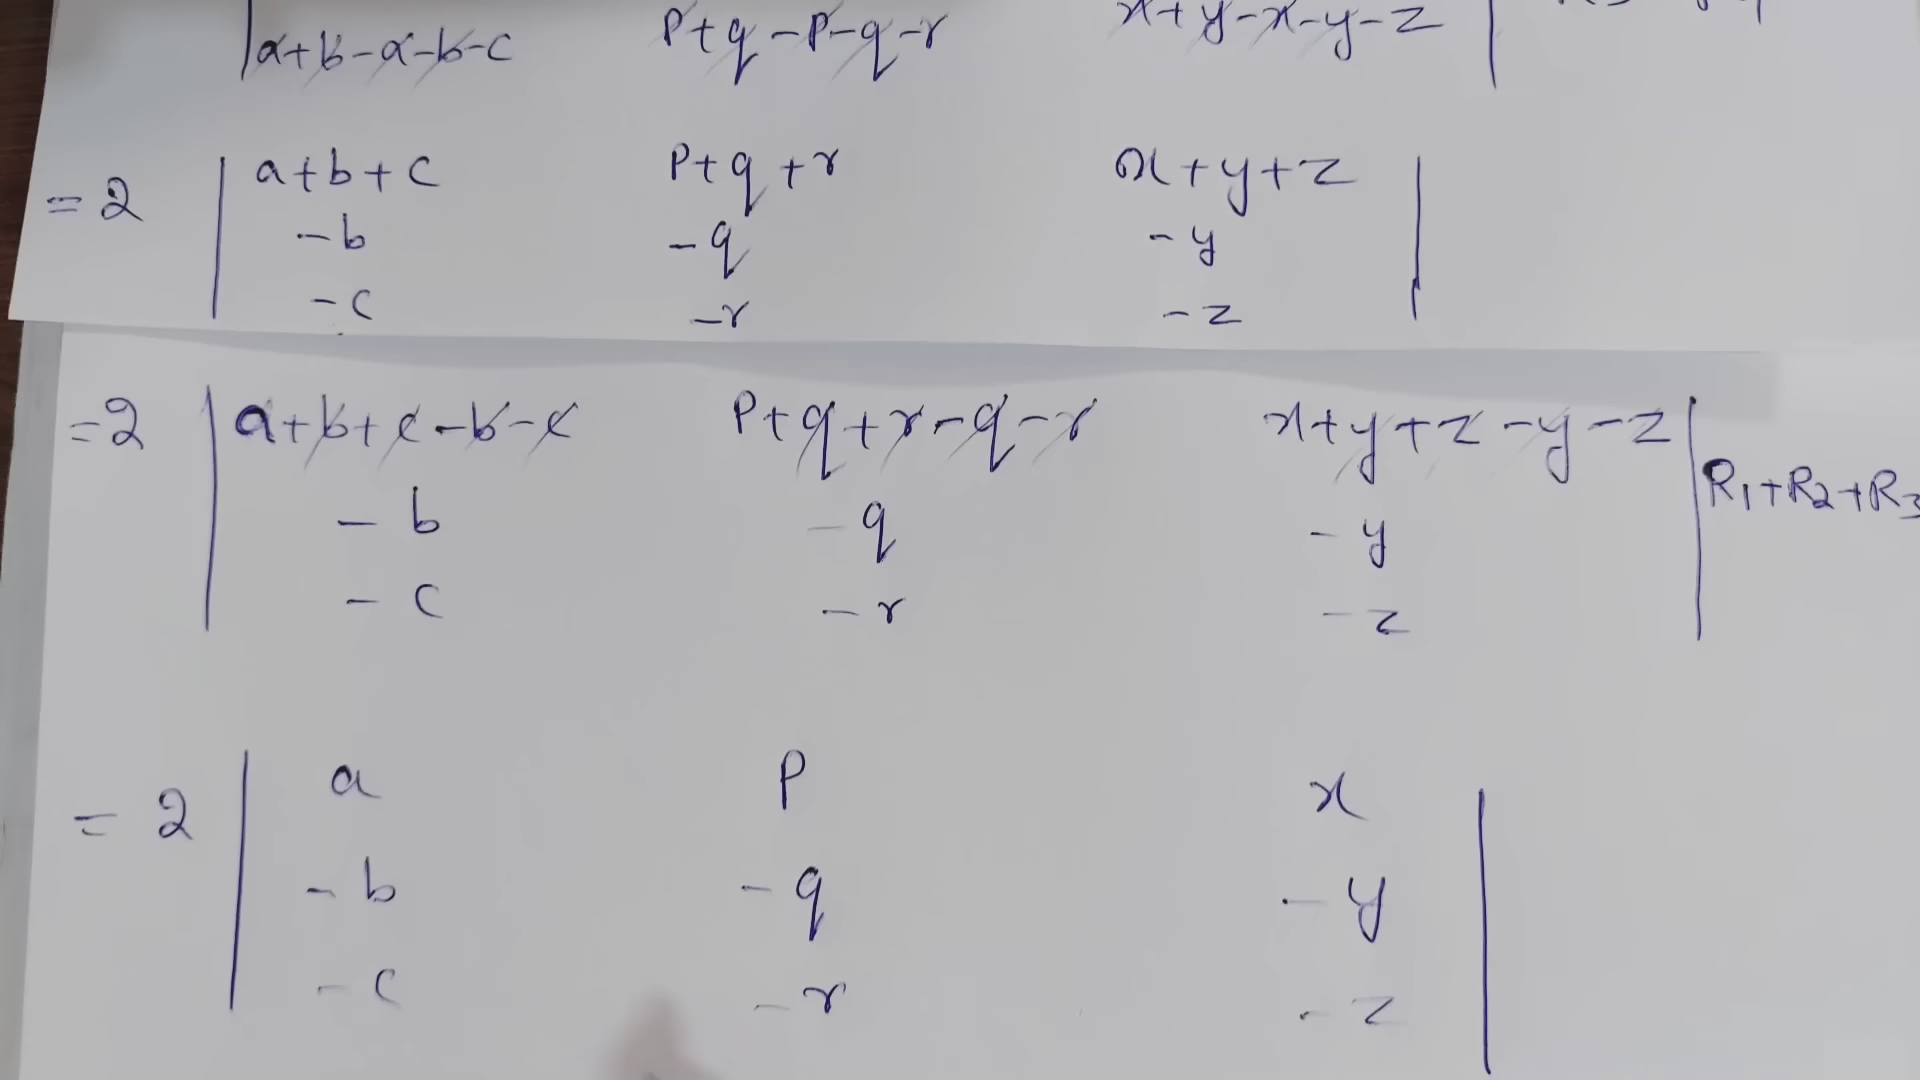 |a+b-a-b-c p+q-p-q-r x+y-x-y-z|
= 2 | a+b+c p+q+r x+y+z |
-b -q -y
-c -r -z
= 2 | a+b+c-b-c p+q+r-q-r x+y+z-y-z | R1+R2+R3
-b -q -y
-c -r -z
= 2 | a p x |
-b -q -y
-c -r -z